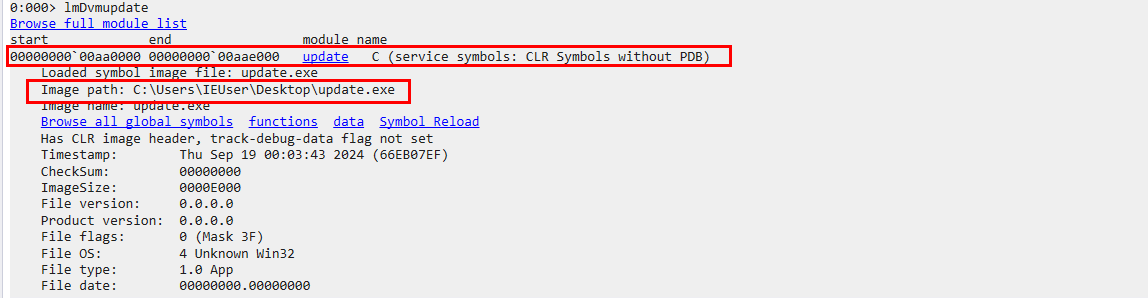 0:000> lmDvmupdate
Browse full module list
start end module name
00000000`00aa0000 00000000`00aae000 update C (service symbols: CLR Symbols without PDB)
Loaded symbol image file: update.exe
Image path: C:\Users\IEUser\Desktop\update.exe
Image name: update.exe
Browse all global symbols functions data Symbol Reload
Has CLR image header, track-debug-data flag not set
Timestamp: Thu Sep 19 00:03:43 2024 (66EB07EF)
CheckSum: 00000000
ImageSize: 0000E000
File version: 0.0.0.0
Product version: 0.0.0.0
File flags: 0 (Mask 3F)
File OS: 4 Unknown Win32
File type: 1.0 App
File date: 00000000.00000000